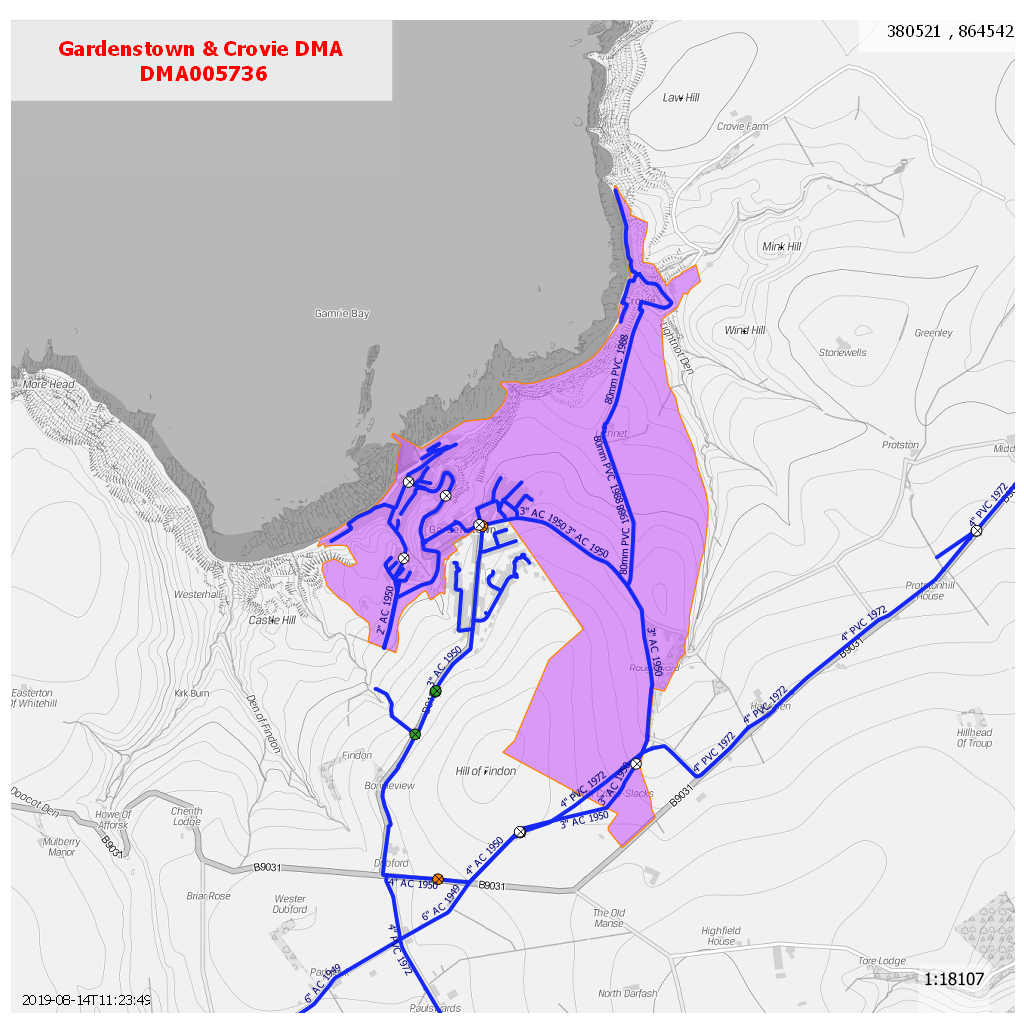 Gardenstown & Crovie DMA
DMA005736
380521 , 864542
Law Hill
Crovie Farm
Mink Hill
86
Crovie
Gamrie Bay
Wind Hill
Greenley
Stonewells
More Head
80mm PVC 1988
Protston
80mm PVC 1988
4" PVC 1972
3" AC 1950
3" AC 1950
80mm PVC 1988
Westerhall
Castle Hill
2" AC 1950
Protstonhill
House
4" PVC 1972
B9031
3" AC 1950
3" AC 1950
Easterton
Of Whitehill
Kirk Burn
Den of Findon
4" PVC 1972
Hillhead
Of Troup
Findon
Hill of Findon
4" PVC 1972
Bonnieview
4" PVC 1972
3" AC 1950
B9031
Doocot Den
Howe Of
Afforsk
Cherith
Lodge
3" AC 1950
Mulberry
Manor
B9031
4" AC 1950
Dubford
B9031
4" AC 1950
B9031
Briar Rose
Wester
Dubford
6" AC 1949
The Old
Manse
Highfield
House
4" PVC 1972
Tore Lodge
6" AC 1949
North Darfash
1:18107
2019-08-14T11:23:49
Paulswards